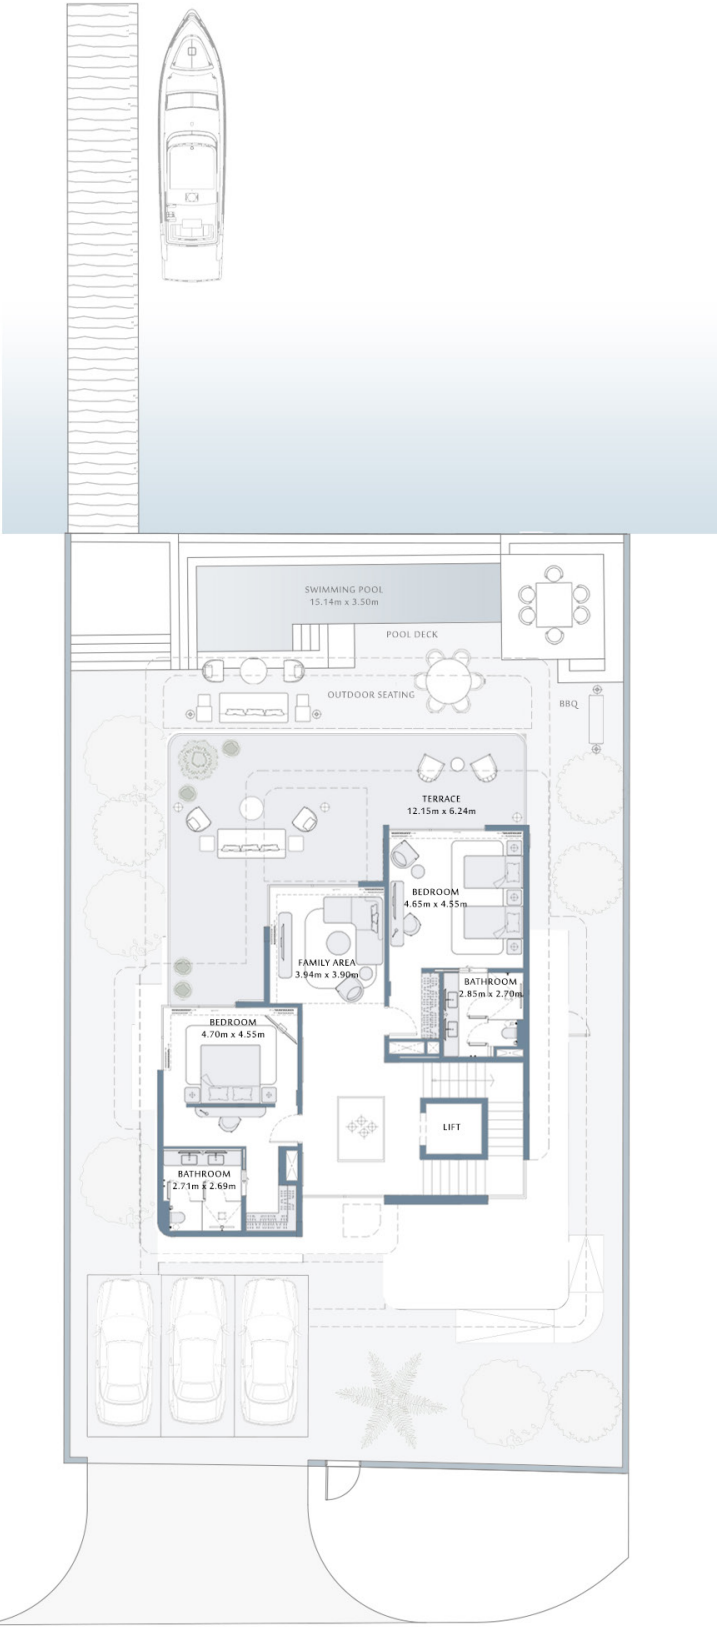 SWIMMING POOL
15.14m x 3.50m
POOL DECK
OUTDOOR SEATING
BBQ
TERRACE
12.15m x 6.24m
BEDROOM
4.65m x 4.55m
FAMILY AREA
3.94m x 3.90m
BATHROOM
2.85m x 2.70m
BEDROOM
4.70m x 4.55m
LIFT
BATHROOM
2.71m x 2.69m